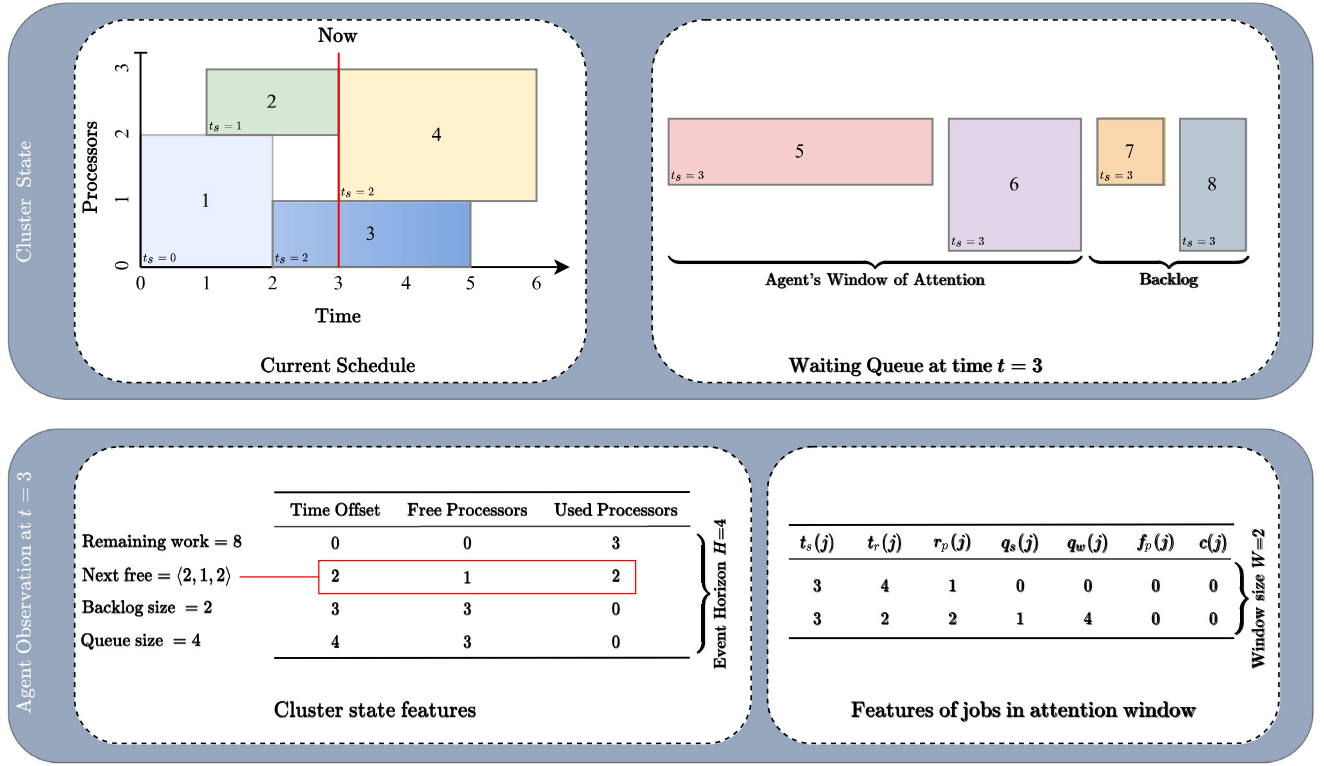 Cluster State
Now
Processors
3
2
1
0
2
t_s = 1
4
t_s = 2
1
t_s = 0
3
t_s = 2
0 1 2 3 4 5 6
Time
Current Schedule
5
t_s = 3
6
t_s = 3
7
t_s = 3
8
t_s = 3
Agent's Window of Attention
Backlog
Waiting Queue at time t = 3
Agent Observation at t = 3
Time Offset Free Processors Used Processors
Remaining work = 8 0 0 3
Next free = ⟨2, 1, 2⟩ 2 1 2
Backlog size = 2 3 3 0
Queue size = 4 4 3 0
Event Horizon H=4
Cluster state features
t_s(j) t_r(j) r_p(j) q_s(j) q_w(j) f_p(j) c(j)
3 4 1 0 0 0 0
3 2 2 1 4 0 0
Window size W=2
Features of jobs in attention window